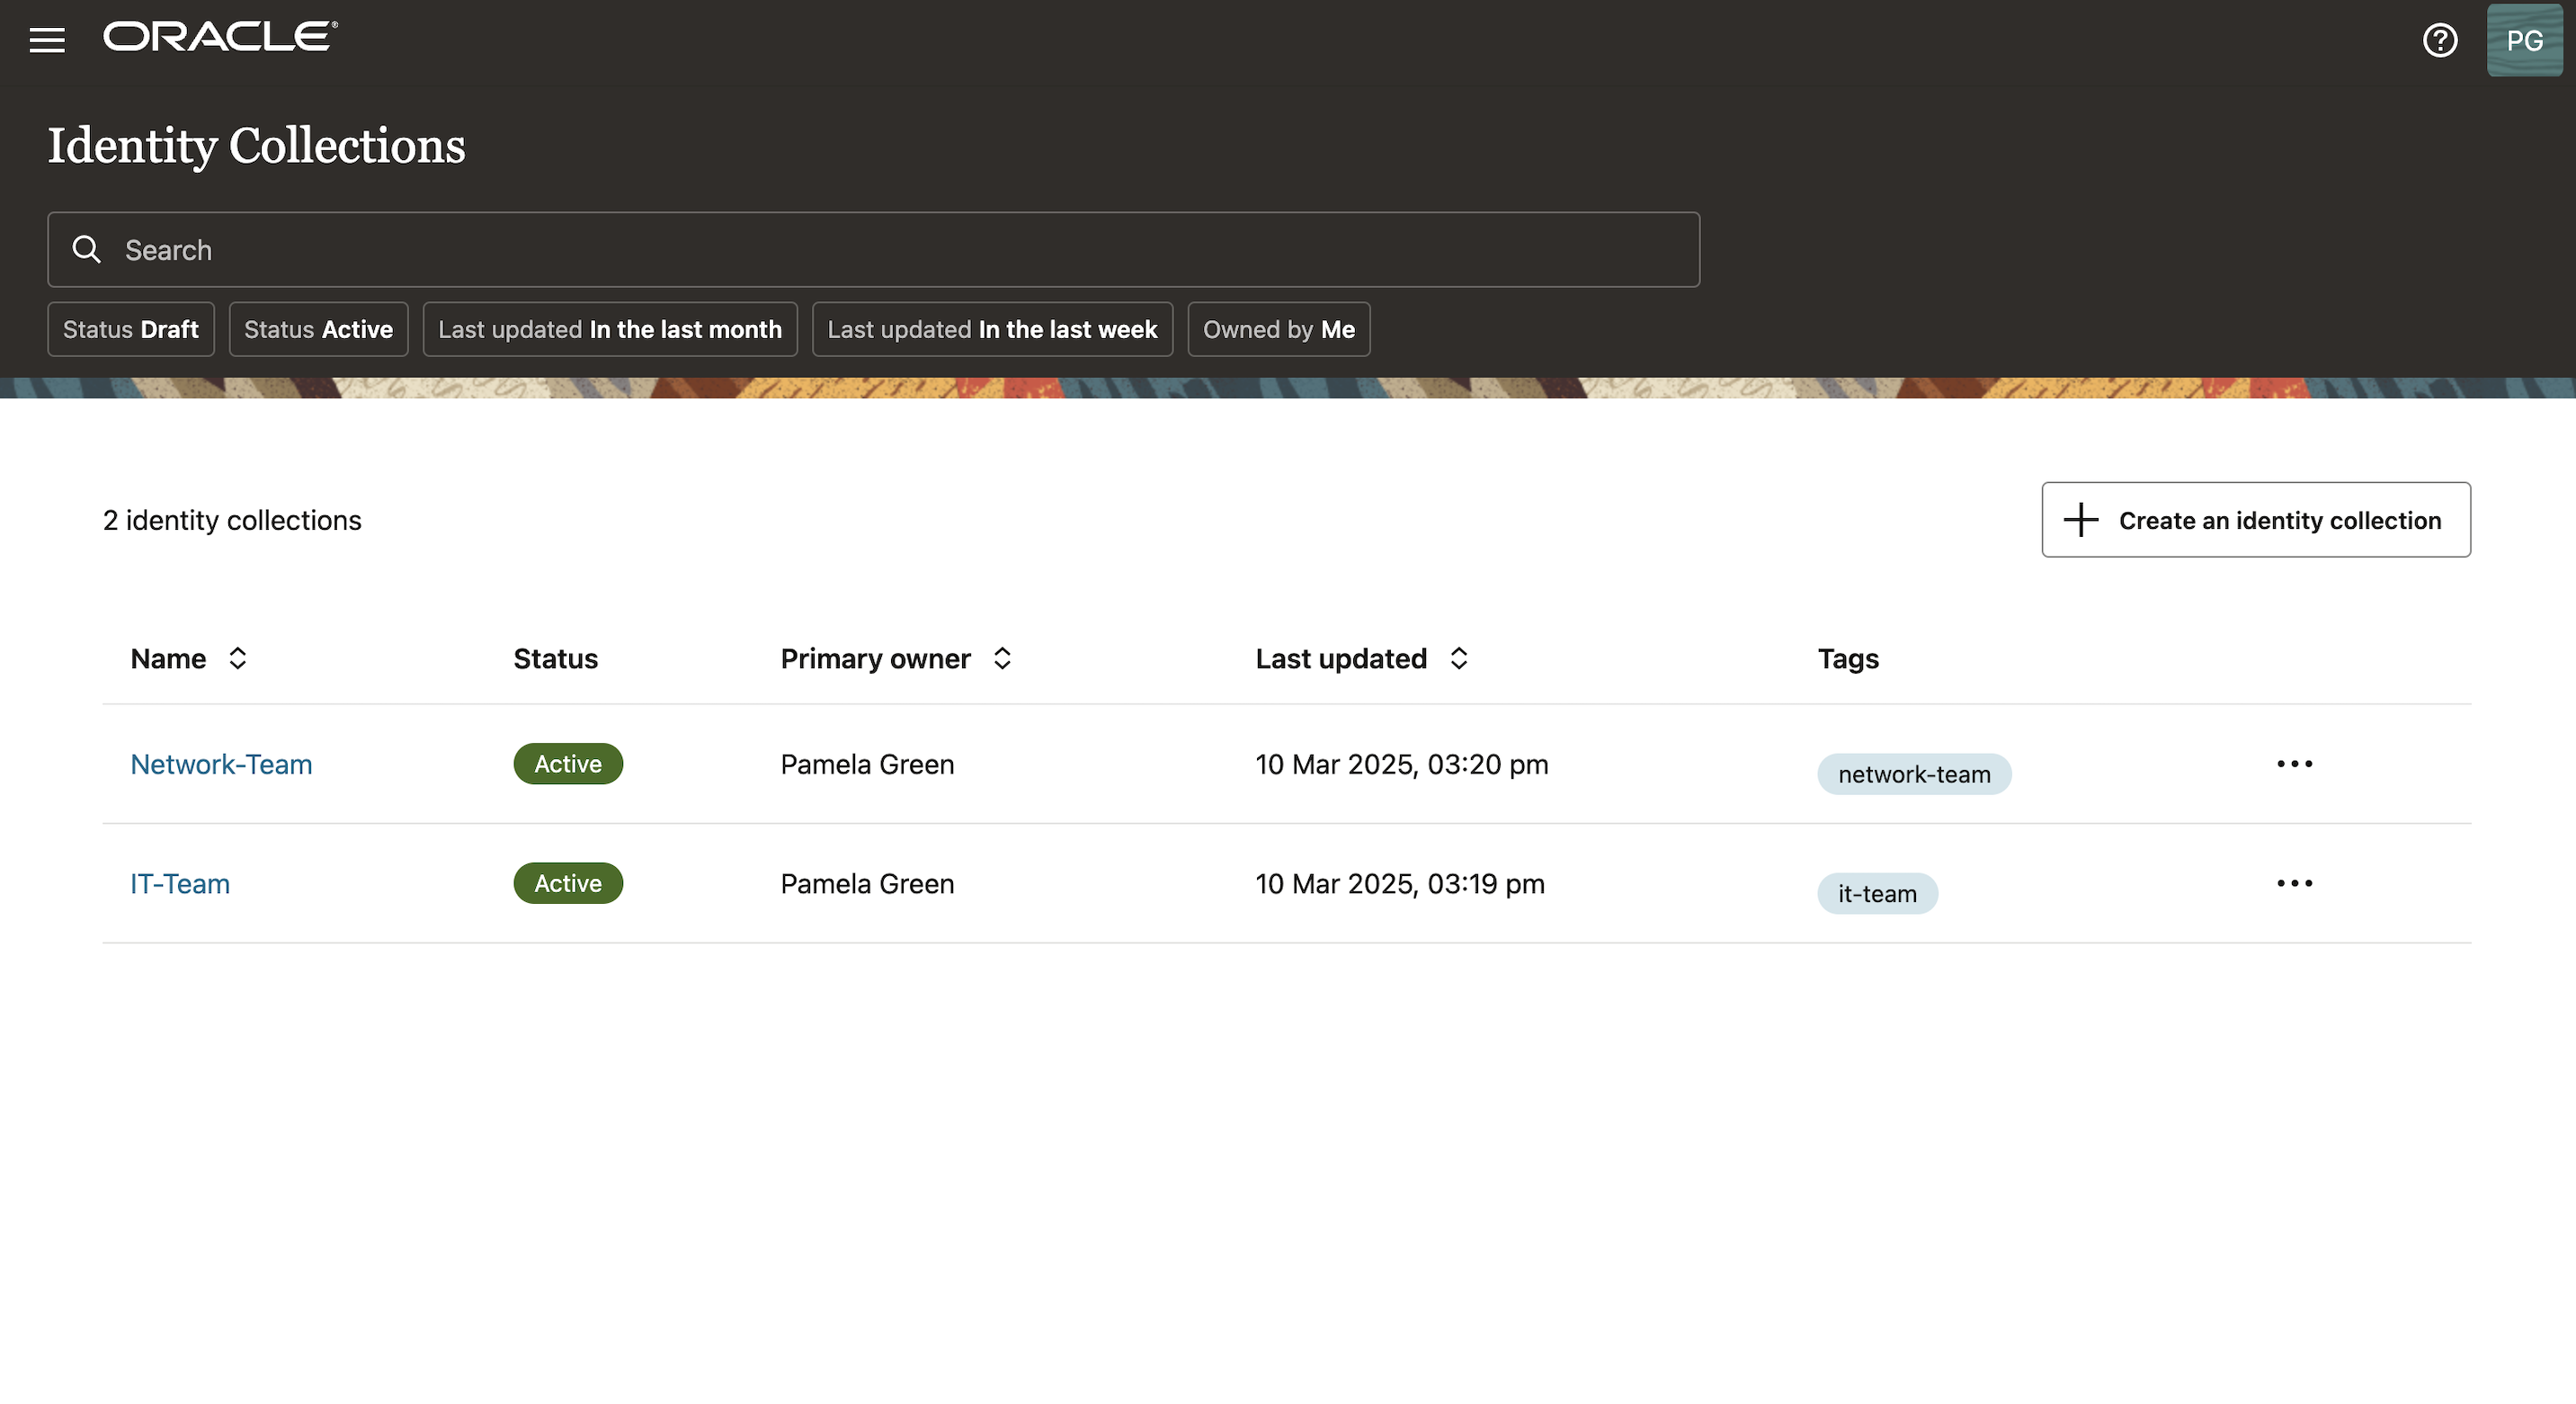 ORACLE®
PG
Identity Collections
Search
Status Draft Status Active Last updated In the last month Last updated In the last week Owned by Me
2 identity collections
Create an identity collection
Name Status Primary owner Last updated Tags
Network-Team Active Pamela Green 10 Mar 2025, 03:20 pm network-team
IT-Team Active Pamela Green 10 Mar 2025, 03:19 pm it-team